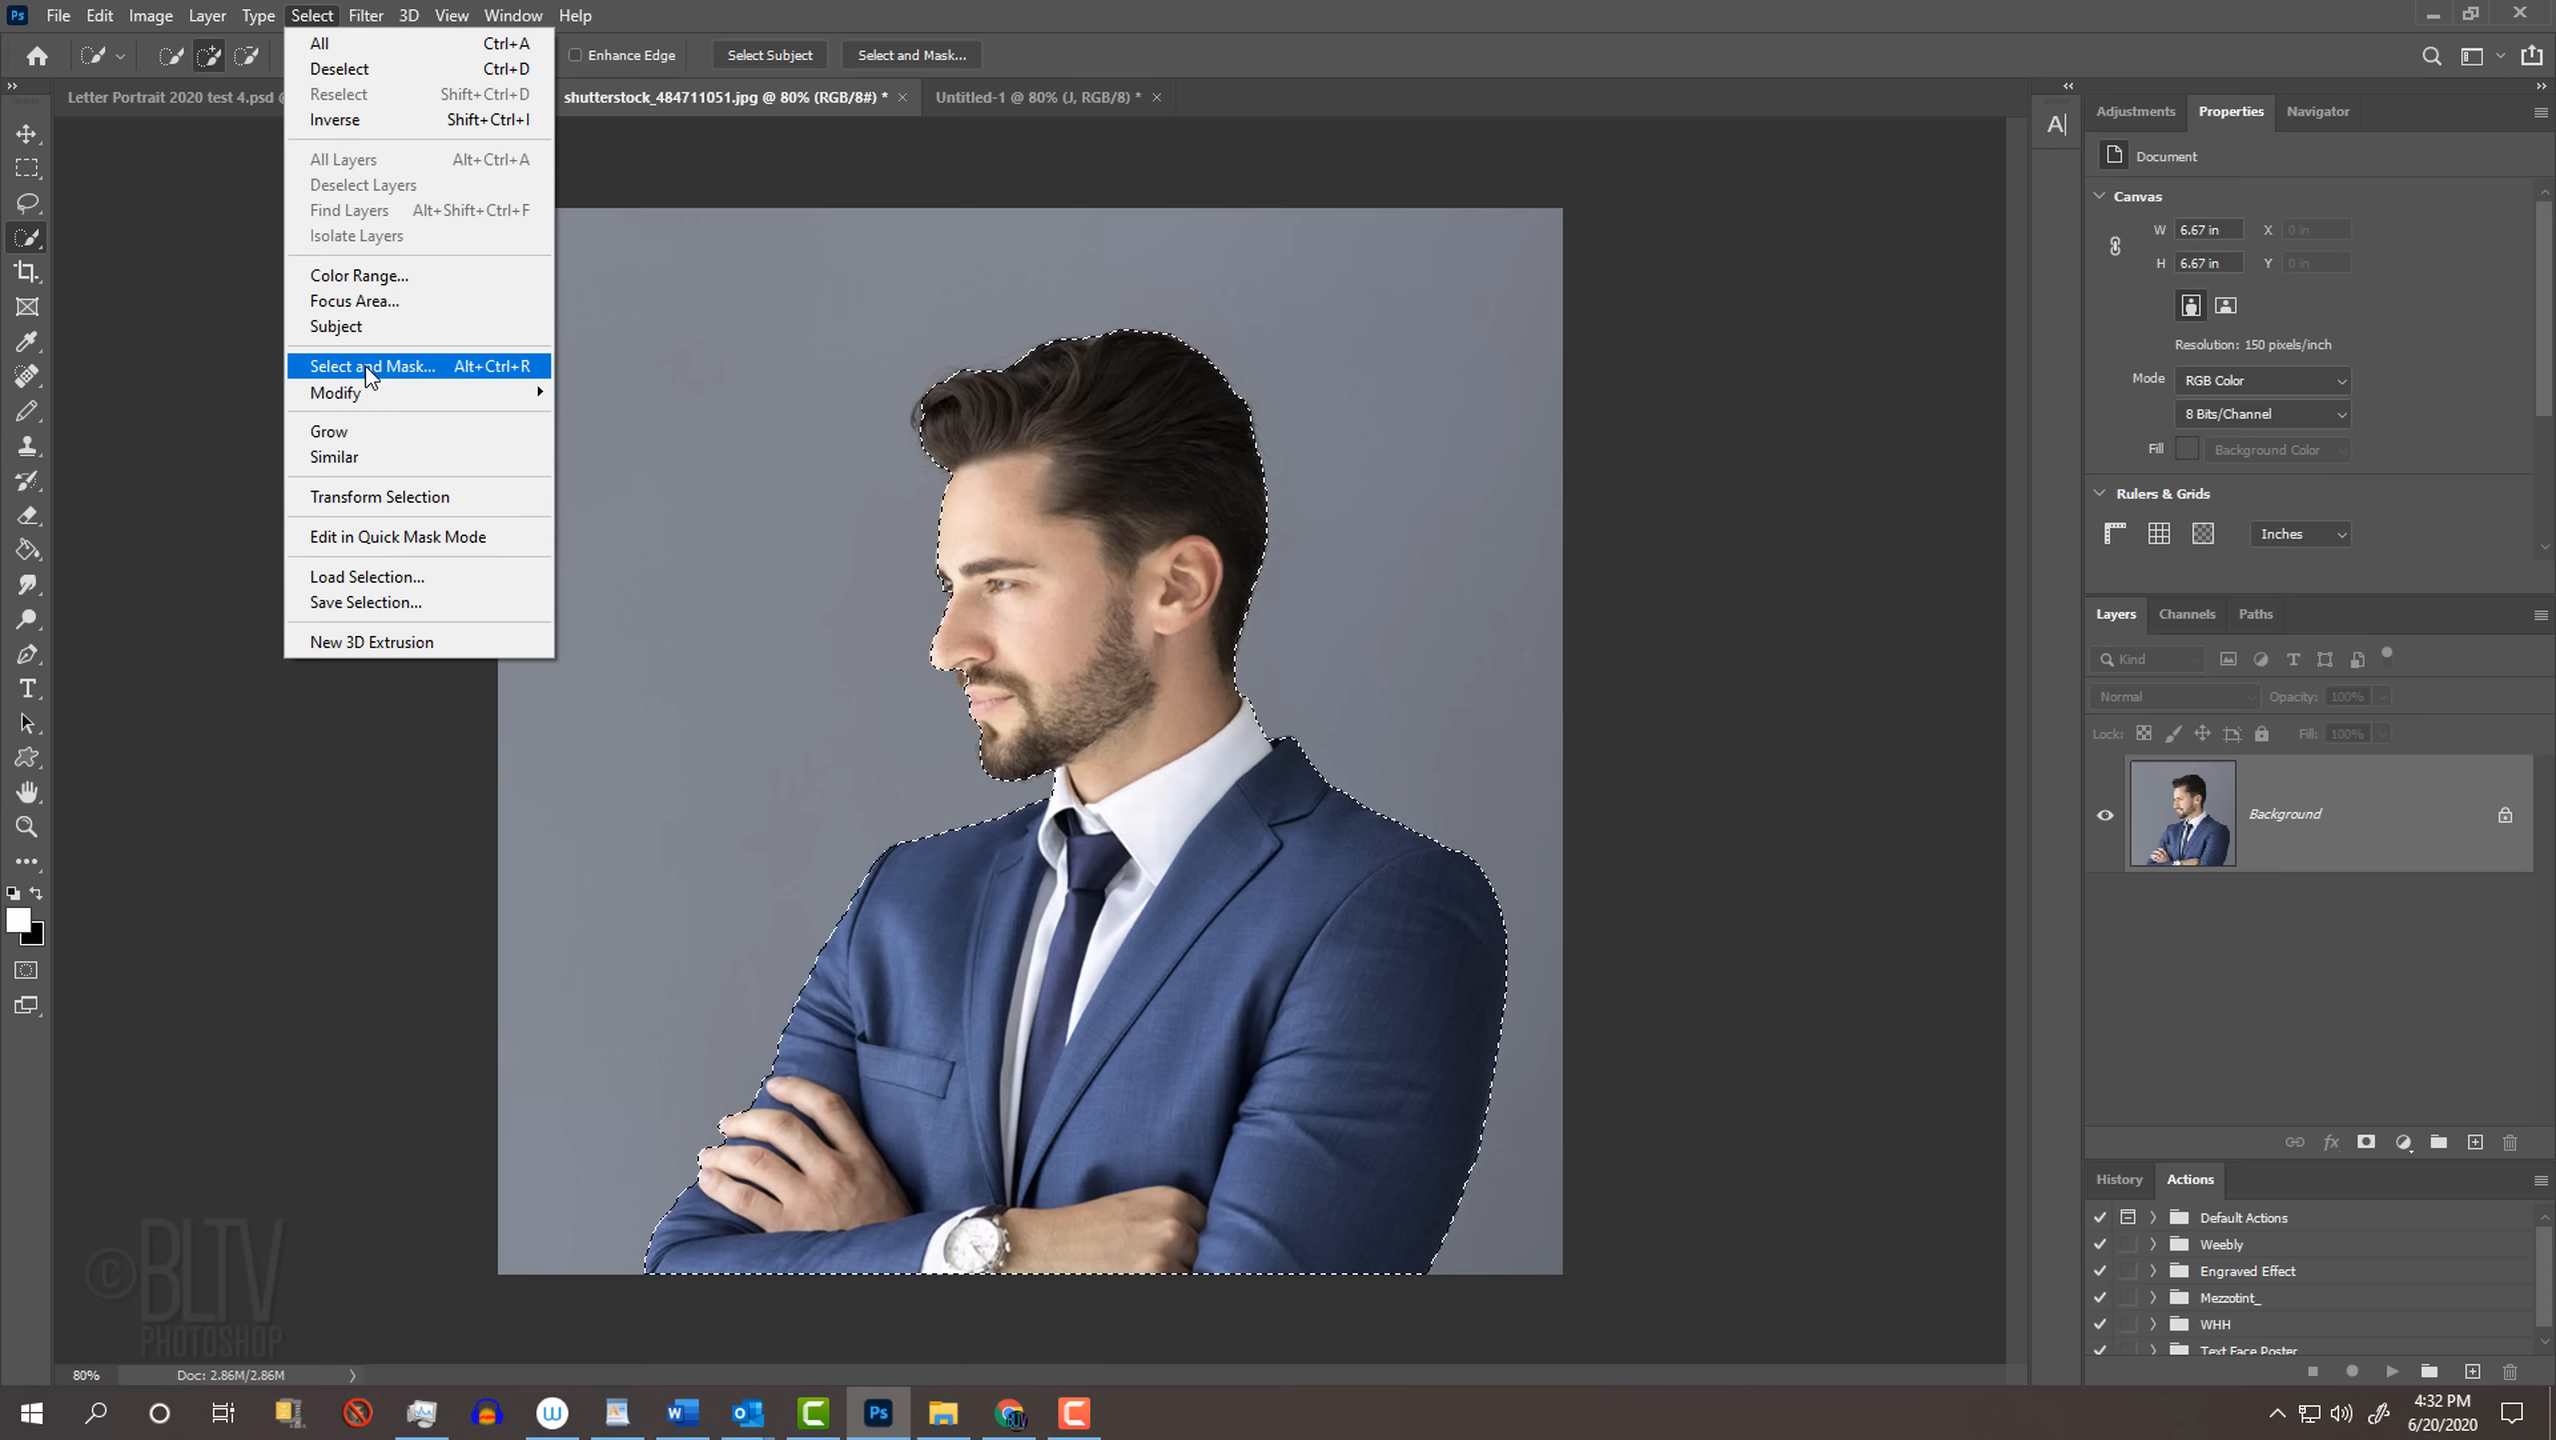 Ps File Edit Image Layer Type Select Filter 3D View Window Help
Enhance Edge Select Subject Select and Mask...
Letter Portrait 2020 test 4.psd @ shutterstock_484711051.jpg @ 80% (RGB/8#) * × Untitled-1 @ 80% (J, RGB/8) * ×
All Ctrl+A
Deselect Ctrl+D
Reselect Shift+Ctrl+D
Inverse Shift+Ctrl+I
All Layers Alt+Ctrl+A
Deselect Layers
Find Layers Alt+Shift+Ctrl+F
Isolate Layers
Color Range...
Focus Area...
Subject
Select and Mask... Alt+Ctrl+R
Modify
Grow
Similar
Transform Selection
Edit in Quick Mask Mode
Load Selection...
Save Selection...
New 3D Extrusion
A
Adjustments Properties Navigator
Document
Canvas
W 6.67 in X 0 in
H 6.67 in Y 0 in
Resolution: 150 pixels/inch
Mode RGB Color
8 Bits/Channel
Fill Background Color
Rulers & Grids
Inches
Layers Channels Paths
Kind
Normal Opacity: 100%
Lock: Fill: 100%
Background
fx
History Actions
Default Actions
Weebly
Engraved Effect
Mezzotint_
WHH
Text Face Poster
© BLTV
PHOTOSHOP
80% Doc: 2.86M/2.86M
Ps
4:32 PM
6/20/2020